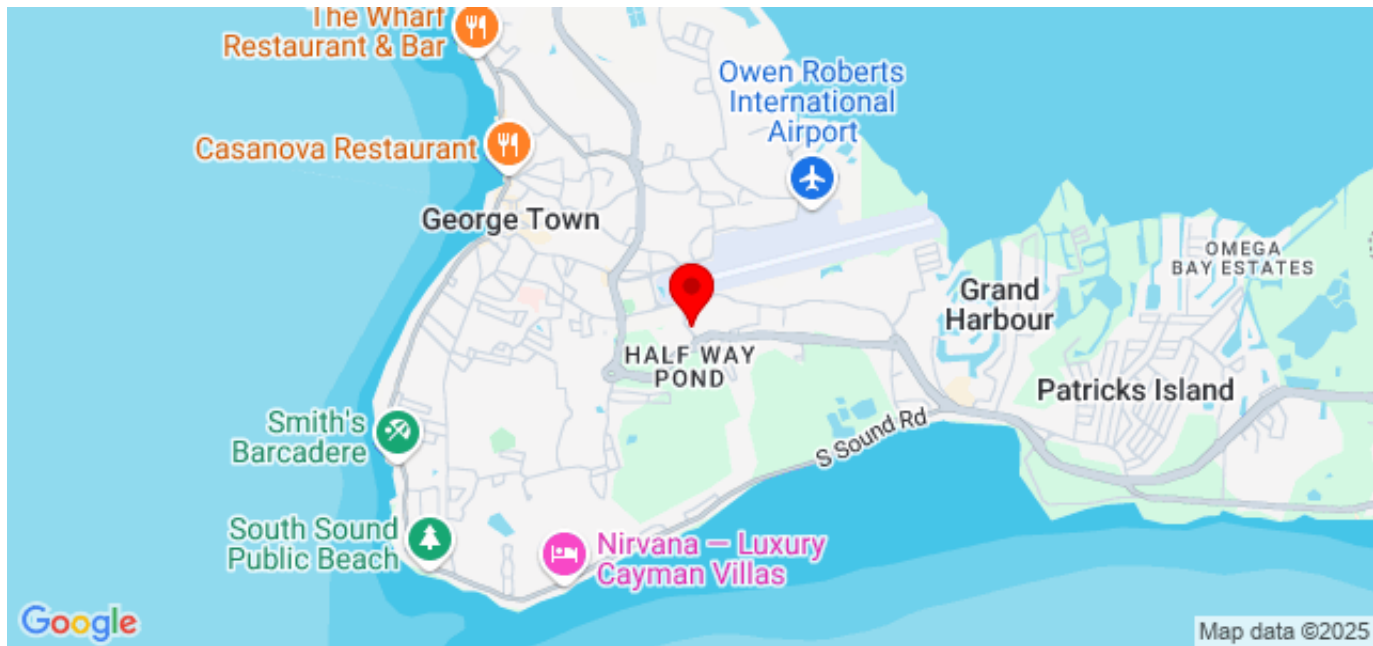 The Wharf
Restaurant & Bar
Owen Roberts
International
Airport
Casanova Restaurant
George Town
OMEGA
BAY ESTATES
Grand
Harbour
HALF WAY
POND
Patricks Island
Smith's
Barcadere
S Sound Rd
South Sound
Public Beach
Nirvana — Luxury
Cayman Villas
Google
Map data ©2025